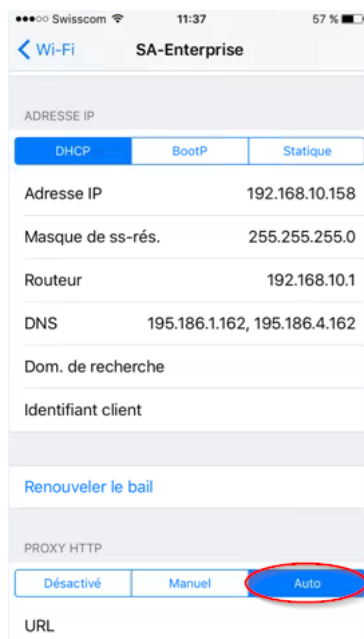 Swisscom 11:37 57 %
Wi-Fi SA-Enterprise
ADRESSE IP
DHCP BootP Statique
Adresse IP 192.168.10.158
Masque de ss-rés. 255.255.255.0
Routeur 192.168.10.1
DNS 195.186.1.162, 195.186.4.162
Dom. de recherche
Identifiant client
Renouveler le bail
PROXY HTTP
Désactivé Manuel Auto
URL